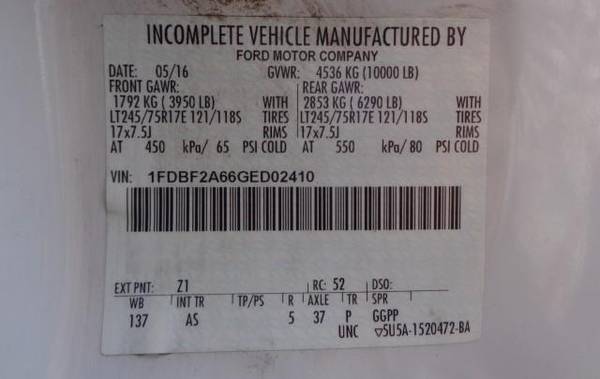 INCOMPLETE VEHICLE MANUFACTURED BY
FORD MOTOR COMPANY
DATE: 05/16 GVWR: 4536 KG (10000 LB)
FRONT GAWR: REAR GAWR:
1792 KG ( 3950 LB) WITH 2853 KG ( 6290 LB) WITH
LT245/75R17E 121/118S TIRES LT245/75R17E 121/118S TIRES
17x7.5J RIMS 17x7.5J RIMS
AT 450 kPa/ 65 PSI COLD AT 550 kPa/ 80 PSI COLD
VIN: 1FDBF2A66GED02410
EXT PNT: Z1 RC: 52 DSO:
WB INT TR TP/PS R AXLE TR SPR
137 AS 5 37 P GGPP
UNC ▽5U5A-1520472-BA